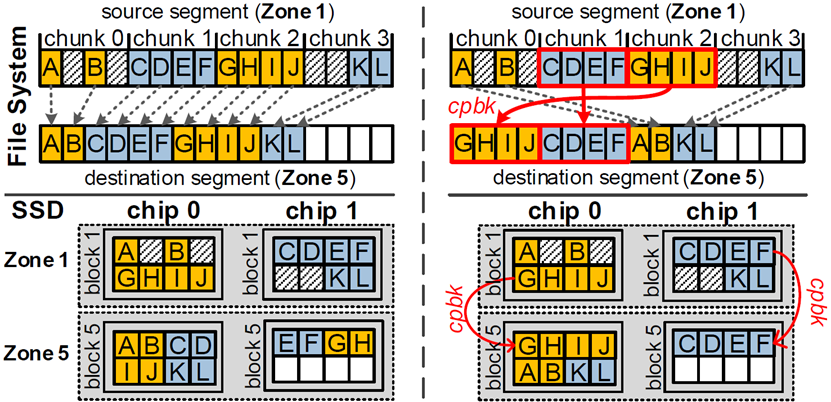 source segment (Zone 1)
chunk 0 chunk 1 chunk 2 chunk 3
A B C D E F G H I J K L
File System
A B C D E F G H I J K L
destination segment (Zone 5)
SSD chip 0 chip 1
Zone 1
block 1
A B
G H I J
block 1
C D E F
K L
Zone 5
block 5
A B C D
I J K L
block 5
E F G H
source segment (Zone 1)
chunk 0 chunk 1 chunk 2 chunk 3
A B C D E F G H I J K L
cpbk
G H I J C D E F A B K L
destination segment (Zone 5)
chip 0 chip 1
block 1
A B
G H I J
block 1
C D E F
K L
cpbk
cpbk
block 5
G H I J
A B K L
block 5
C D E F